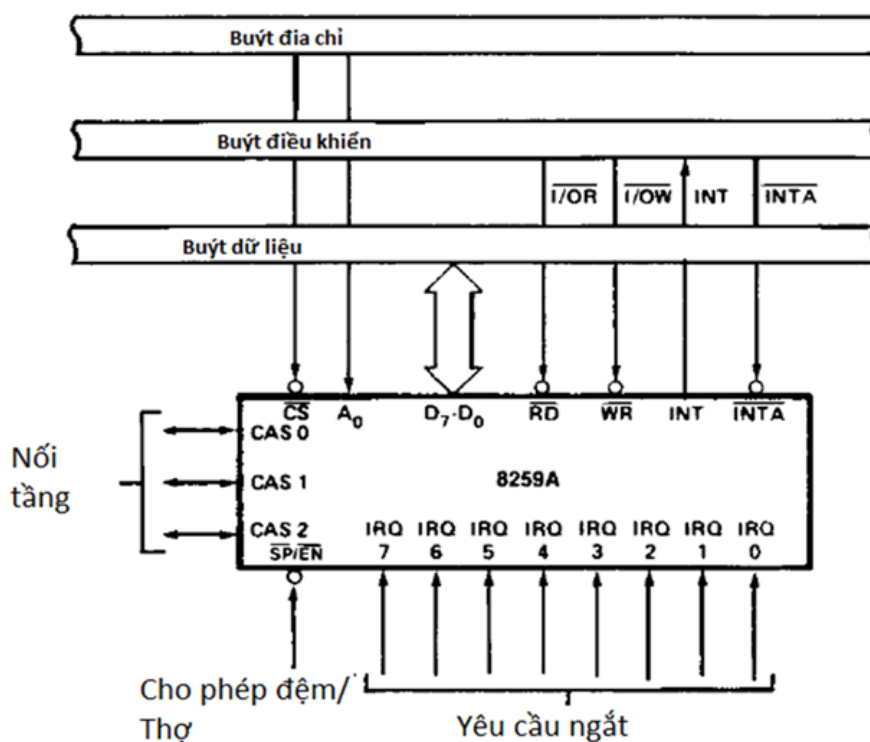 Buýt đia chỉ
Buýt điều khiển
I/OR I/OW INT INTA
Buýt dữ liệu
CS A0 D7-D0 RD WR INT INTA
CAS 0
Nối
tầng
CAS 1
8259A
CAS 2
IRQ IRQ IRQ IRQ IRQ IRQ IRQ IRQ
7 6 5 4 3 2 1 0
SP/EN
Cho phép đệm/
Thợ
Yêu cầu ngắt